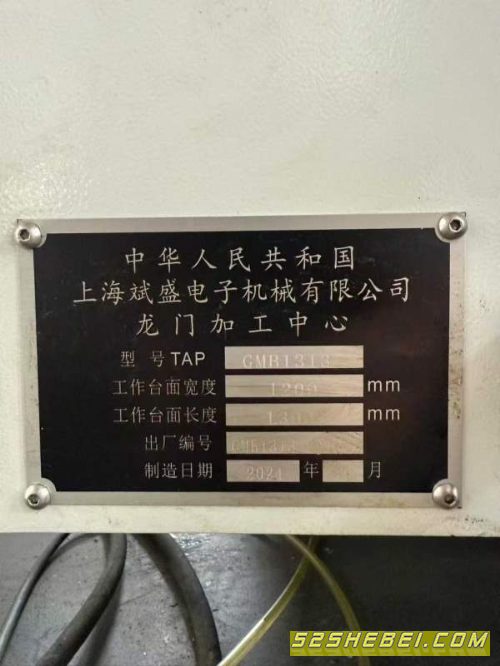 中华人民共和国
上海斌盛电子机械有限公司
龙门加工中心
型号TAP GMB1313
工作台面宽度 1200 mm
工作台面长度 mm
出厂编号
制造日期 2024 年 月
52SHEBEI.COM